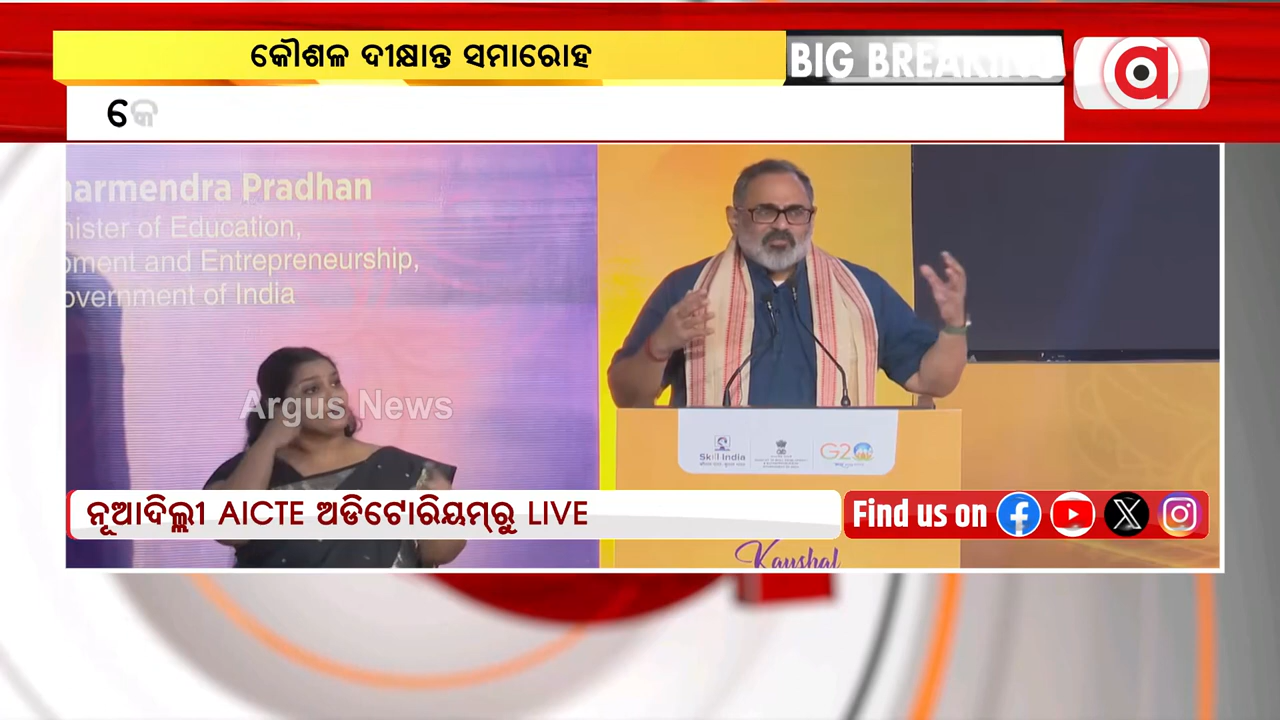 କୌଶଳ ଦୀକ୍ଷାନ୍ତ ସମାରୋହ
BIG BREAKING
କେ
harmendra Pradhan
nister of Education,
pment and Entrepreneurship,
overnment of India
Argus News
Skill India
G20
ନୂଆଦିଲ୍ଲୀ AICTE ଅଡିଟୋରିୟମ୍‌ରୁ LIVE
Find us on
Kaushal